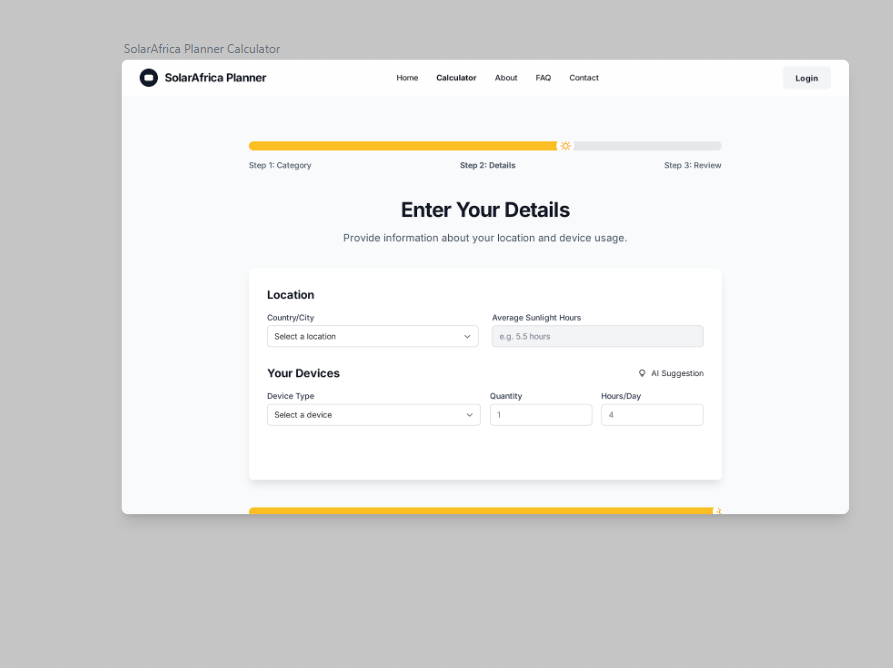 SolarAfrica Planner Calculator
SolarAfrica Planner
Home Calculator About FAQ Contact
Login
Step 1: Category Step 2: Details Step 3: Review
Enter Your Details
Provide information about your location and device usage.
Location
Country/City Average Sunlight Hours
Select a location e.g. 5.5 hours
Your Devices AI Suggestion
Device Type Quantity Hours/Day
Select a device 1 4